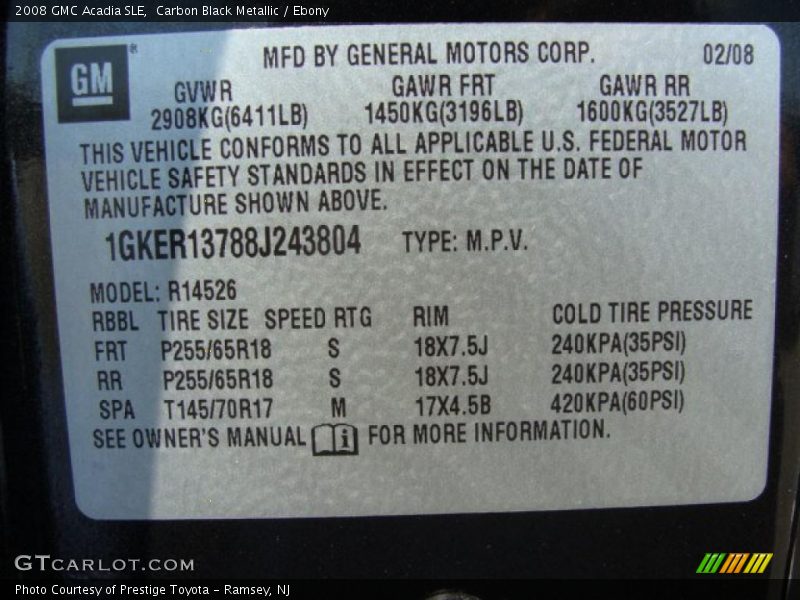 2008 GMC Acadia SLE,  Carbon Black Metallic / Ebony
GM ® MFD BY GENERAL MOTORS CORP. 02/08
GVWR GAWR FRT GAWR RR
2908KG(6411LB) 1450KG(3196LB) 1600KG(3527LB)
THIS VEHICLE CONFORMS TO ALL APPLICABLE U.S. FEDERAL MOTOR
VEHICLE SAFETY STANDARDS IN EFFECT ON THE DATE OF
MANUFACTURE SHOWN ABOVE.
1GKER13788J243804 TYPE: M.P.V.
MODEL: R14526
RBBL TIRE SIZE SPEED RTG RIM COLD TIRE PRESSURE
FRT P255/65R18 S 18X7.5J 240KPA(35PSI)
RR P255/65R18 S 18X7.5J 240KPA(35PSI)
SPA T145/70R17 M 17X4.5B 420KPA(60PSI)
SEE OWNER'S MANUAL i FOR MORE INFORMATION.
GTCARLOT.COM
Photo Courtesy of Prestige Toyota - Ramsey, NJ